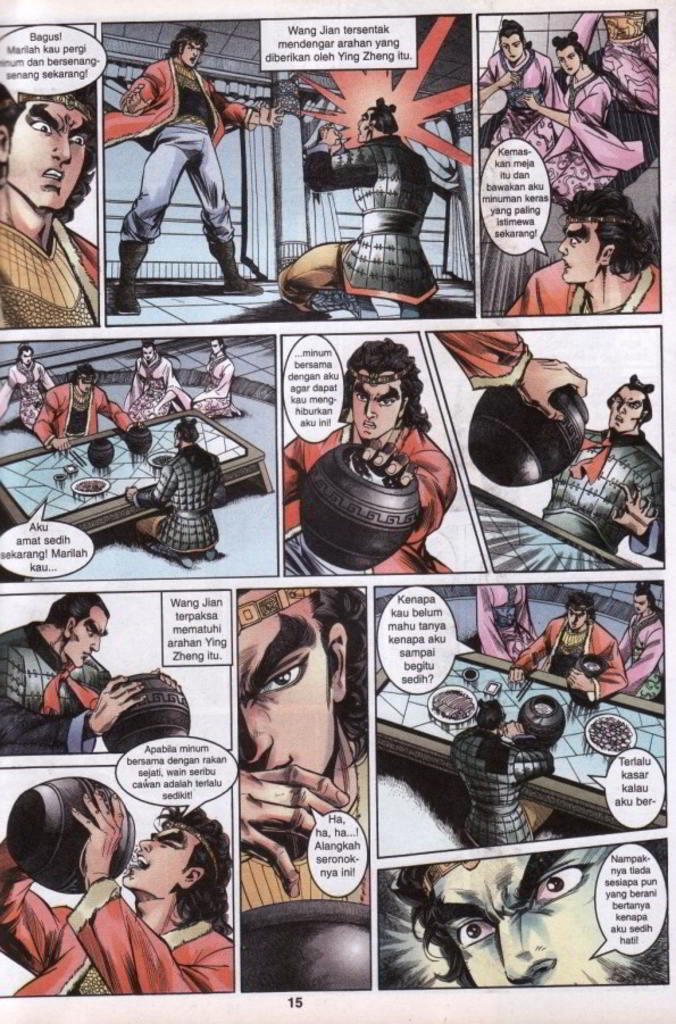 Bagus!
Marilah kau pergi
minum dan bersenang-
senang sekarang!
Wang Jian tersentak
mendengar arahan yang
diberikan oleh Ying Zheng itu.
Kemas-
kan meja
itu dan
bawakan aku
minuman keras
yang paling
istimewa
sekarang!
Aku
amat sedih
sekarang! Marilah
kau...
...minum
bersama
dengan aku
agar dapat
kau meng-
hiburkan
aku ini!
Wang Jian
terpaksa
mematuhi
arahan Ying
Zheng itu.
Apabila minum
bersama dengan rakan
sejati, wain seribu
cawan adalah terlalu
sedikit!
Ha,
ha, ha...!
Alangkah
seronok-
nya ini!
Kenapa
kau belum
mahu tanya
kenapa aku
sampai
begitu
sedih?
Terlalu
kasar
kalau
aku ber-
Nampak-
nya tiada
sesiapa pun
yang berani
bertanya
kenapa
aku sedih
hati!
15